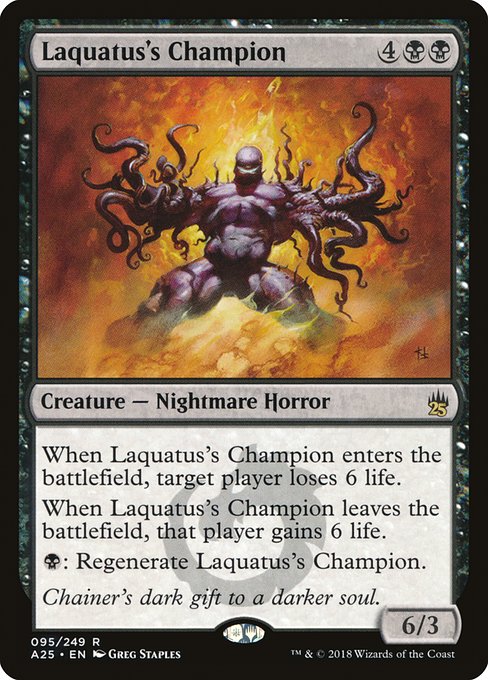 Laquatus's Champion 4
Creature — Nightmare Horror
25
When Laquatus's Champion enters the
battlefield, target player loses 6 life.
When Laquatus's Champion leaves the
battlefield, that player gains 6 life.
: Regenerate Laquatus's Champion.
Chainer's dark gift to a darker soul.
6/3
095/249 R
A25 • EN Greg Staples
™ & © 2018 Wizards of the Coast